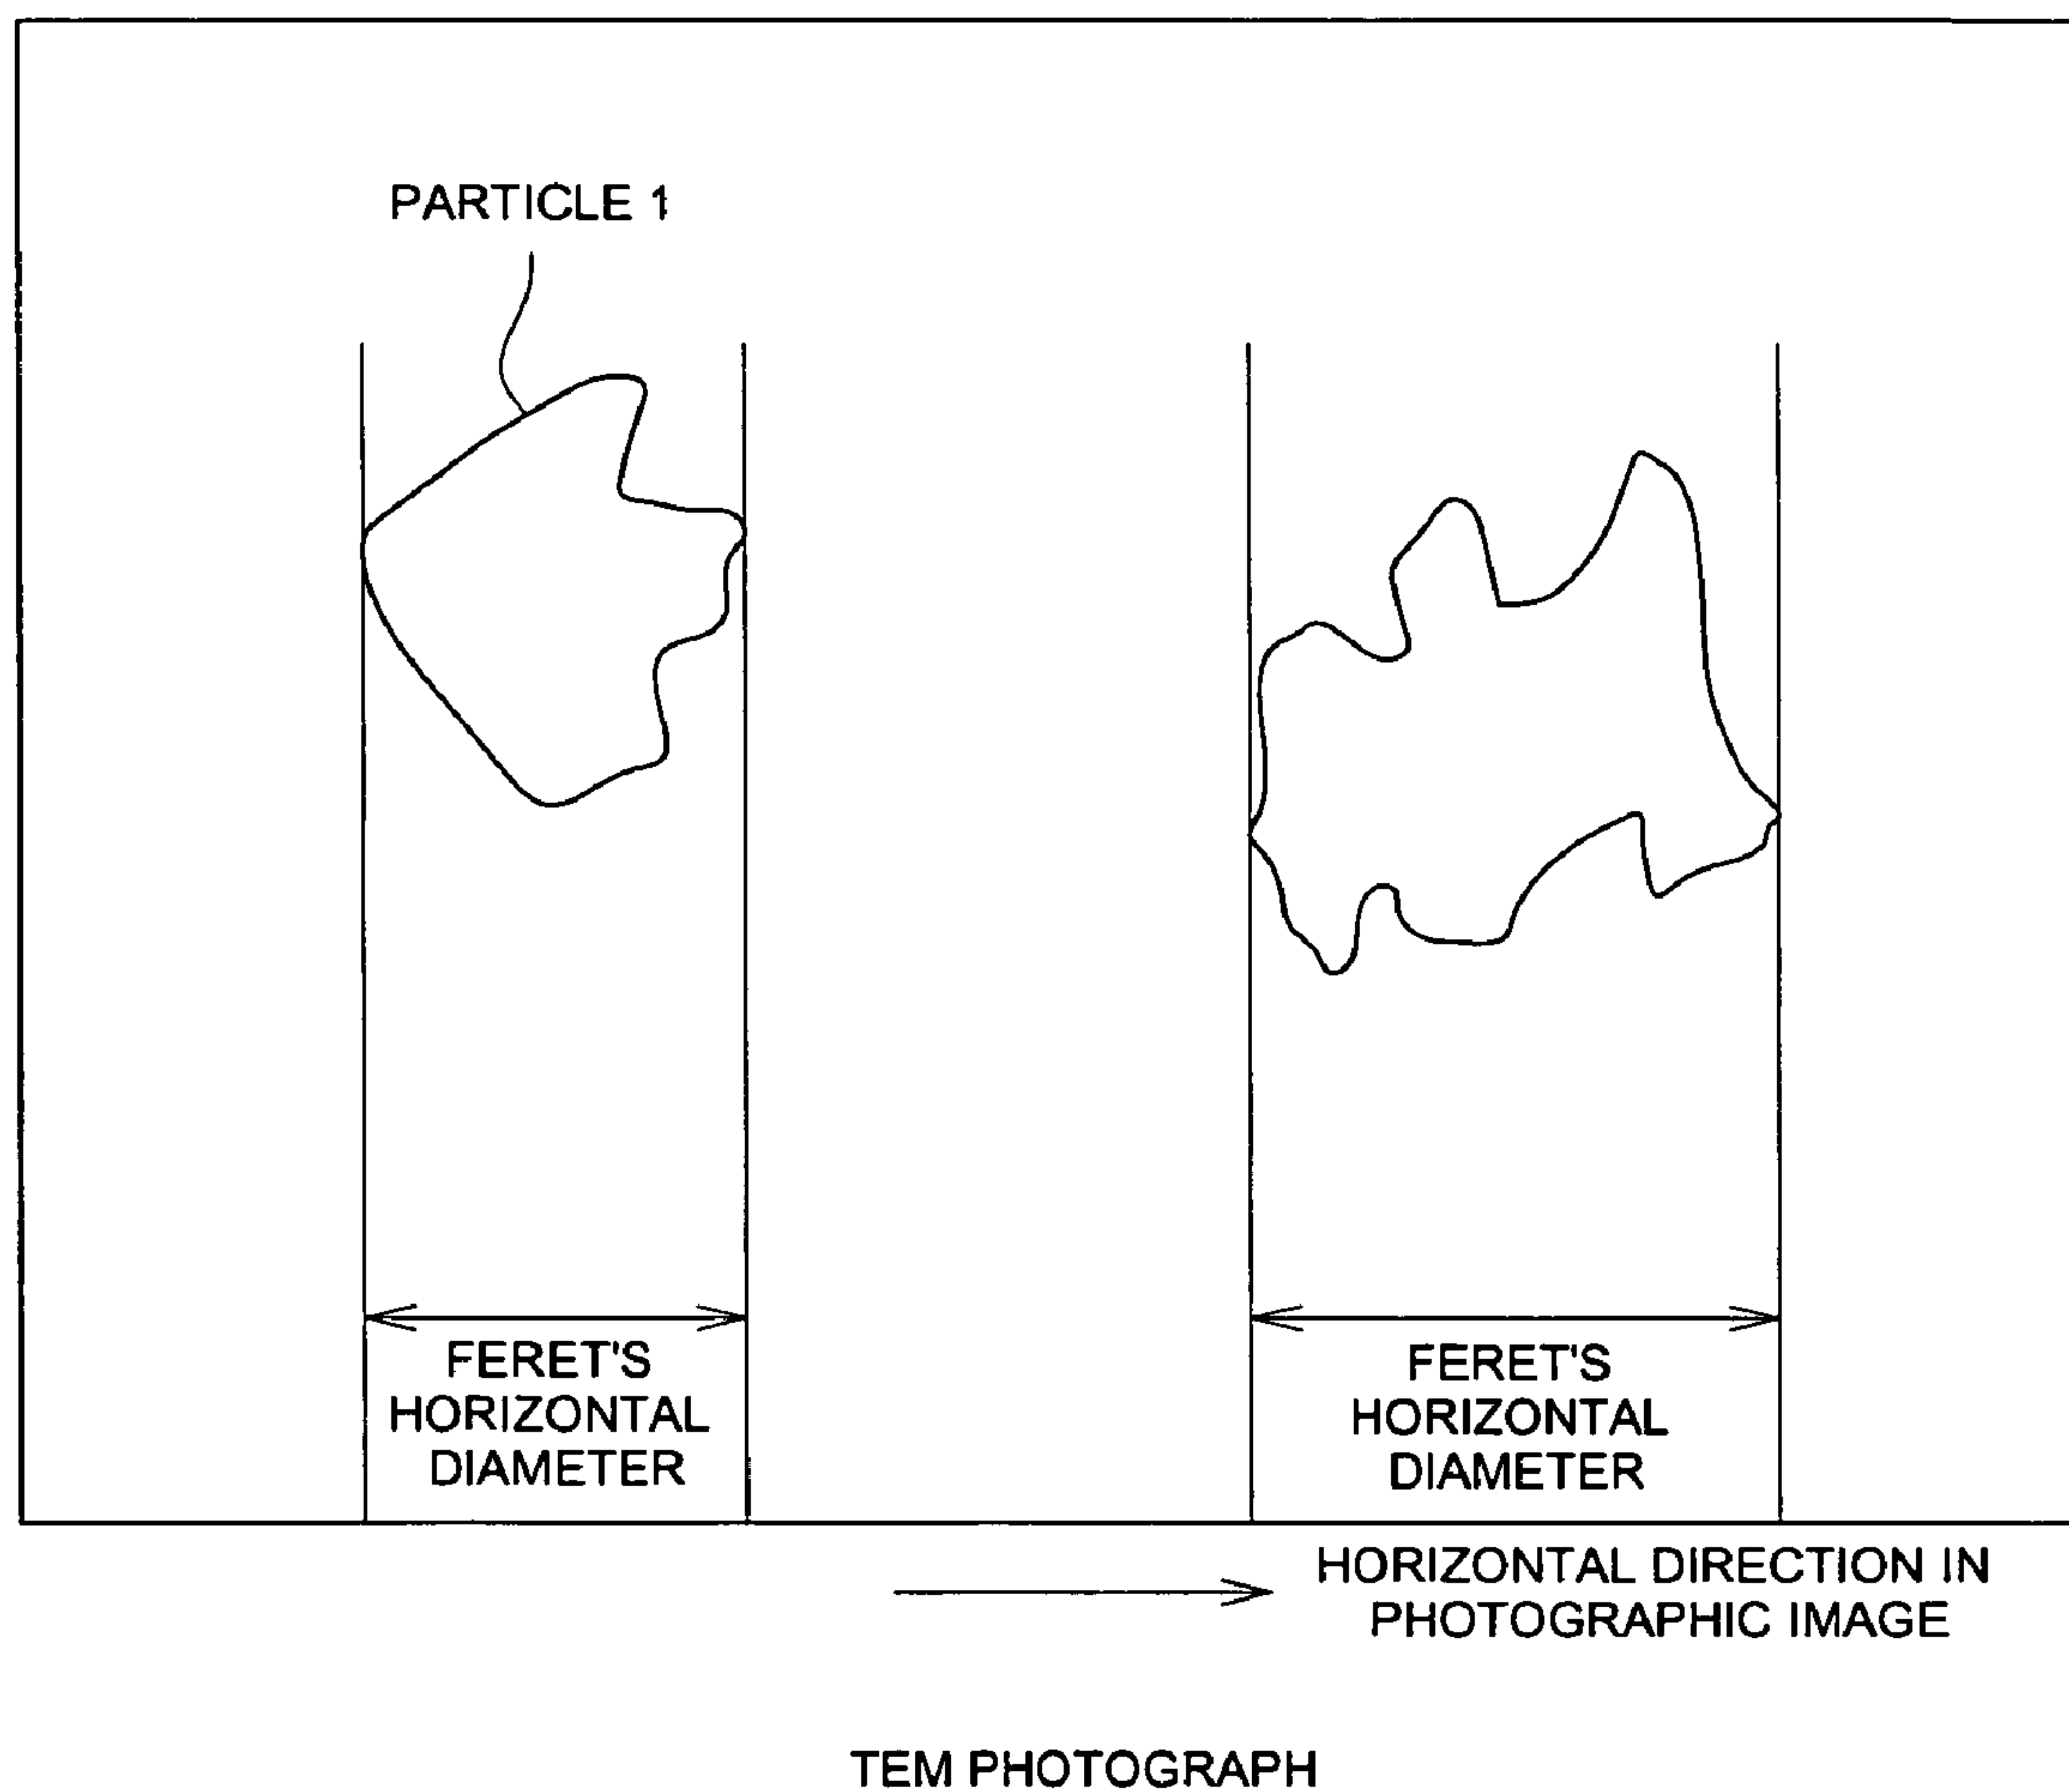 PARTICLE 1
FERET'S
HORIZONTAL
DIAMETER
FERET'S
HORIZONTAL
DIAMETER
HORIZONTAL DIRECTION IN
PHOTOGRAPHIC IMAGE
TEM PHOTOGRAPH